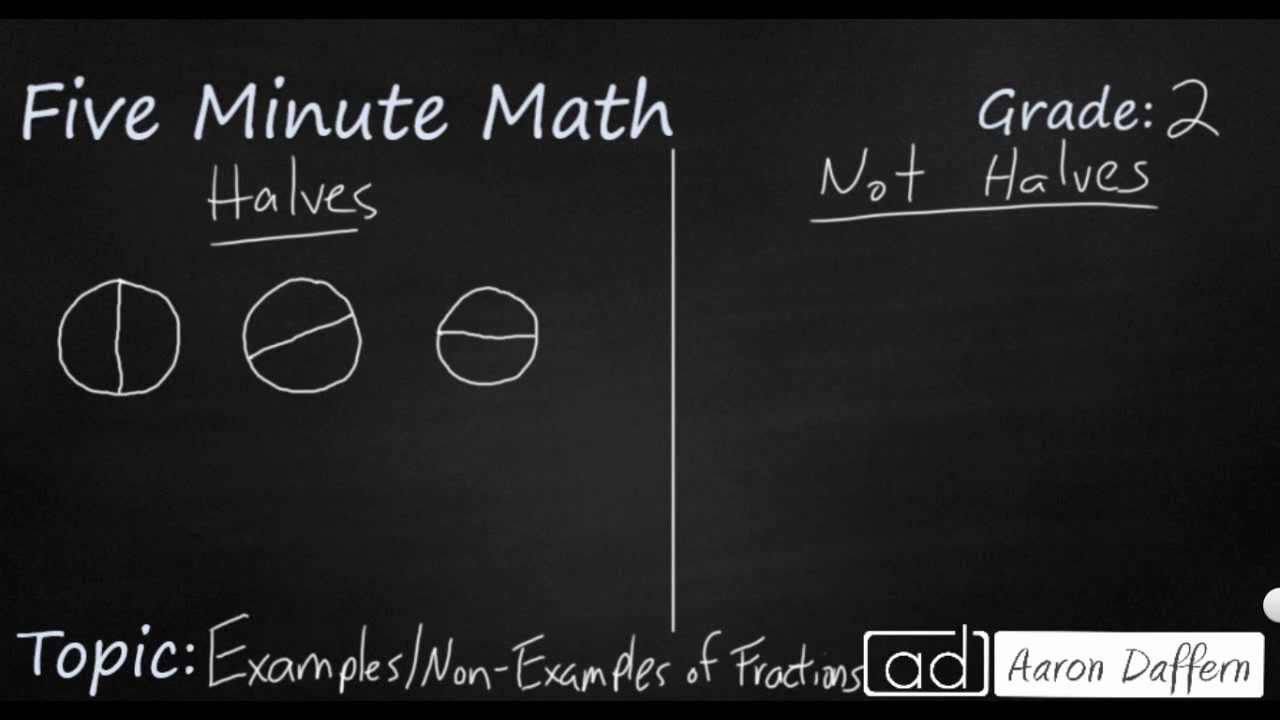 Five Minute Math
Grade: 2
Halves
Not Halves
Topic: Examples/Non-Examples of Fractions
ad Aaron Daffern